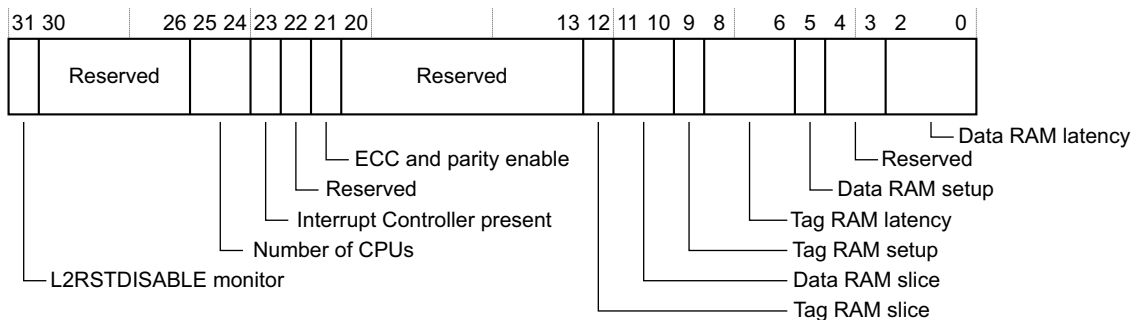 31 30 26 25 24 23 22 21 20 13 12 11 10 9 8 6 5 4 3 2 0
Reserved Reserved
Data RAM latency
ECC and parity enable Reserved
Reserved Data RAM setup
Interrupt Controller present Tag RAM latency
Number of CPUs Tag RAM setup
L2RSTDISABLE monitor Data RAM slice
Tag RAM slice